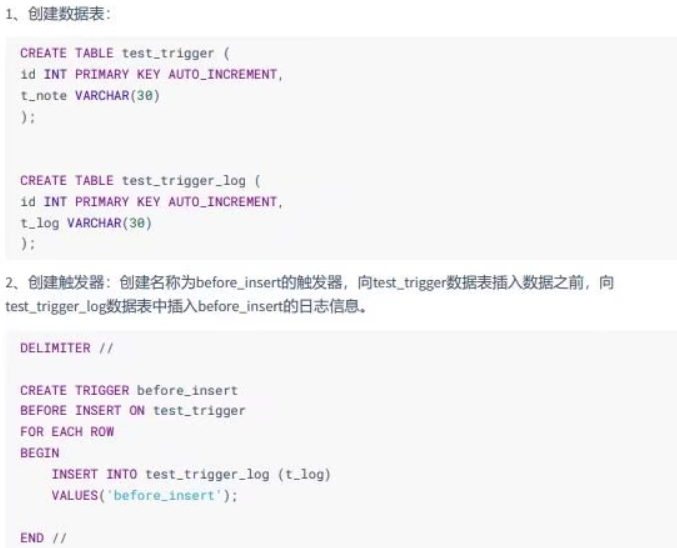 1、创建数据表：
CREATE TABLE test_trigger (
id INT PRIMARY KEY AUTO_INCREMENT,
t_note VARCHAR(30)
);
CREATE TABLE test_trigger_log (
id INT PRIMARY KEY AUTO_INCREMENT,
t_log VARCHAR(30)
);
2、创建触发器：创建名称为before_insert的触发器，向test_trigger数据表插入数据之前，向
test_trigger_log数据表中插入before_insert的日志信息。
DELIMITER //
CREATE TRIGGER before_insert
BEFORE INSERT ON test_trigger
FOR EACH ROW
BEGIN
INSERT INTO test_trigger_log (t_log)
VALUES('before_insert');
END //